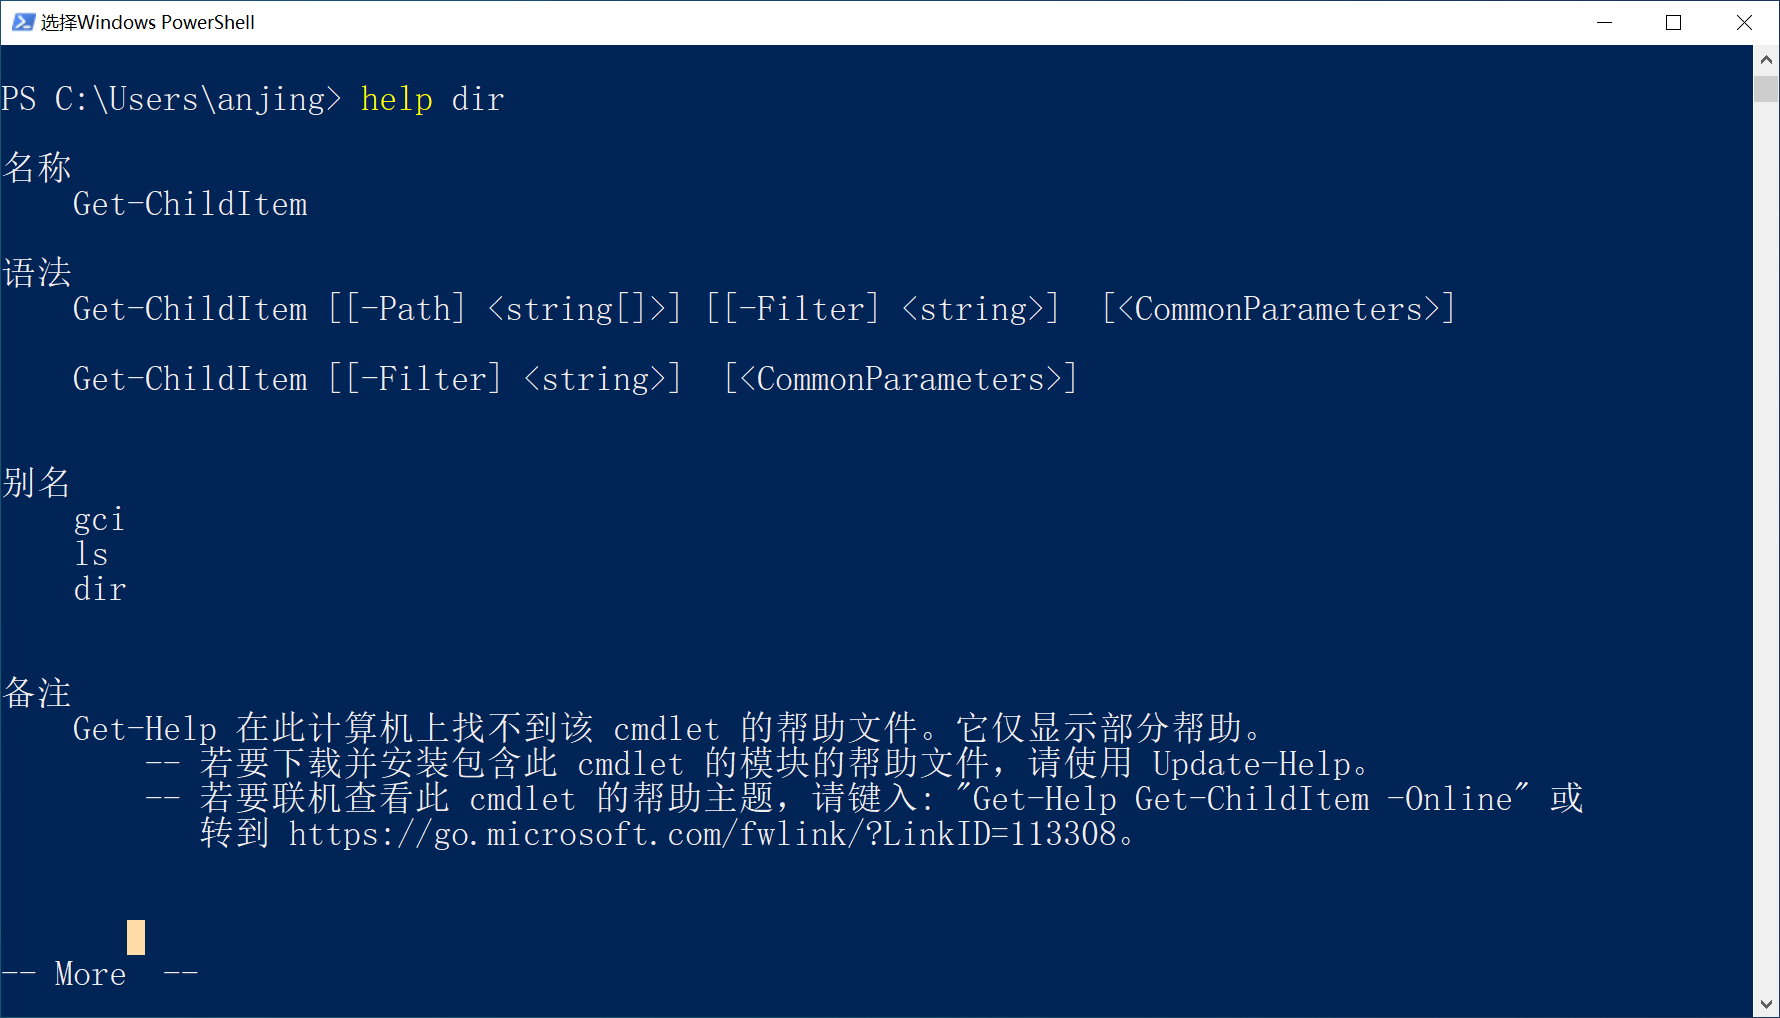 选择Windows PowerShell
PS C:\Users\anjing> help dir
名称
Get-ChildItem
语法
Get-ChildItem [[-Path] <string[]>] [[-Filter] <string>]  [<CommonParameters>]
Get-ChildItem [[-Filter] <string>]  [<CommonParameters>]
别名
gci
ls
dir
备注
Get-Help 在此计算机上找不到该 cmdlet 的帮助文件。它仅显示部分帮助。
-- 若要下载并安装包含此 cmdlet 的模块的帮助文件，请使用 Update-Help。
-- 若要联机查看此 cmdlet 的帮助主题，请键入: "Get-Help Get-ChildItem -Online" 或
转到 https://go.microsoft.com/fwlink/?LinkID=113308。
-- More  --